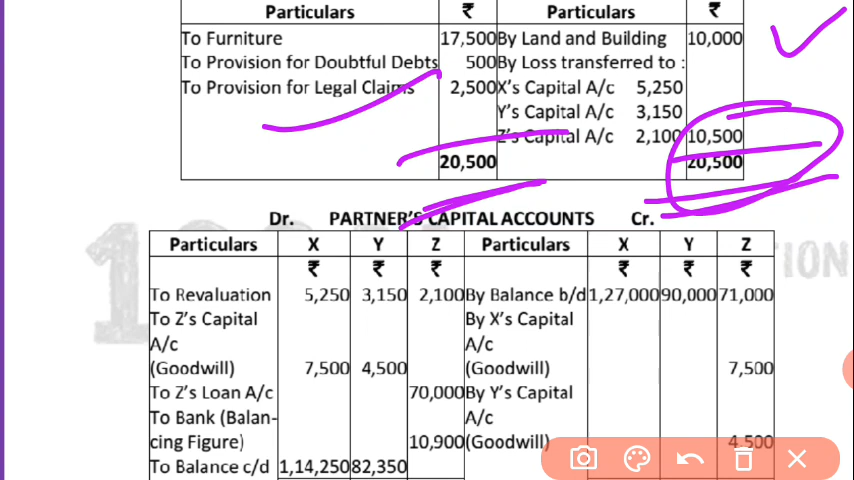 Particulars ₹ Particulars ₹
To Furniture 17,500 By Land and Building 10,000
To Provision for Doubtful Debts 500 By Loss transferred to :
To Provision for Legal Claims 2,500 X's Capital A/c 5,250
Y's Capital A/c 3,150
Z's Capital A/c 2,100 10,500
20,500 20,500
Dr. PARTNER'S CAPITAL ACCOUNTS Cr.
Particulars X Y Z Particulars X Y Z
₹ ₹ ₹ ₹ ₹ ₹
To Revaluation 5,250 3,150 2,100 By Balance b/d 1,27,000 90,000 71,000
To Z's Capital By X's Capital
A/c A/c
(Goodwill) 7,500 4,500 (Goodwill) 7,500
To Z's Loan A/c 70,000 By Y's Capital
To Bank (Balan- A/c
cing Figure) 10,900 (Goodwill) 4,500
To Balance c/d 1,14,250 82,350